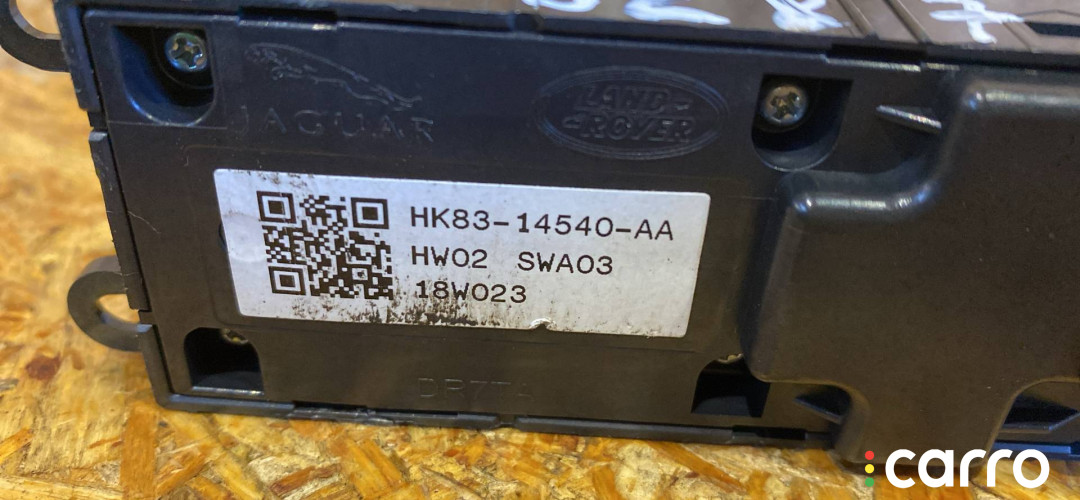 JAGUAR
LAND-
-ROVER
HK83-14540-AA
HW02 SWA03
18W023
carro